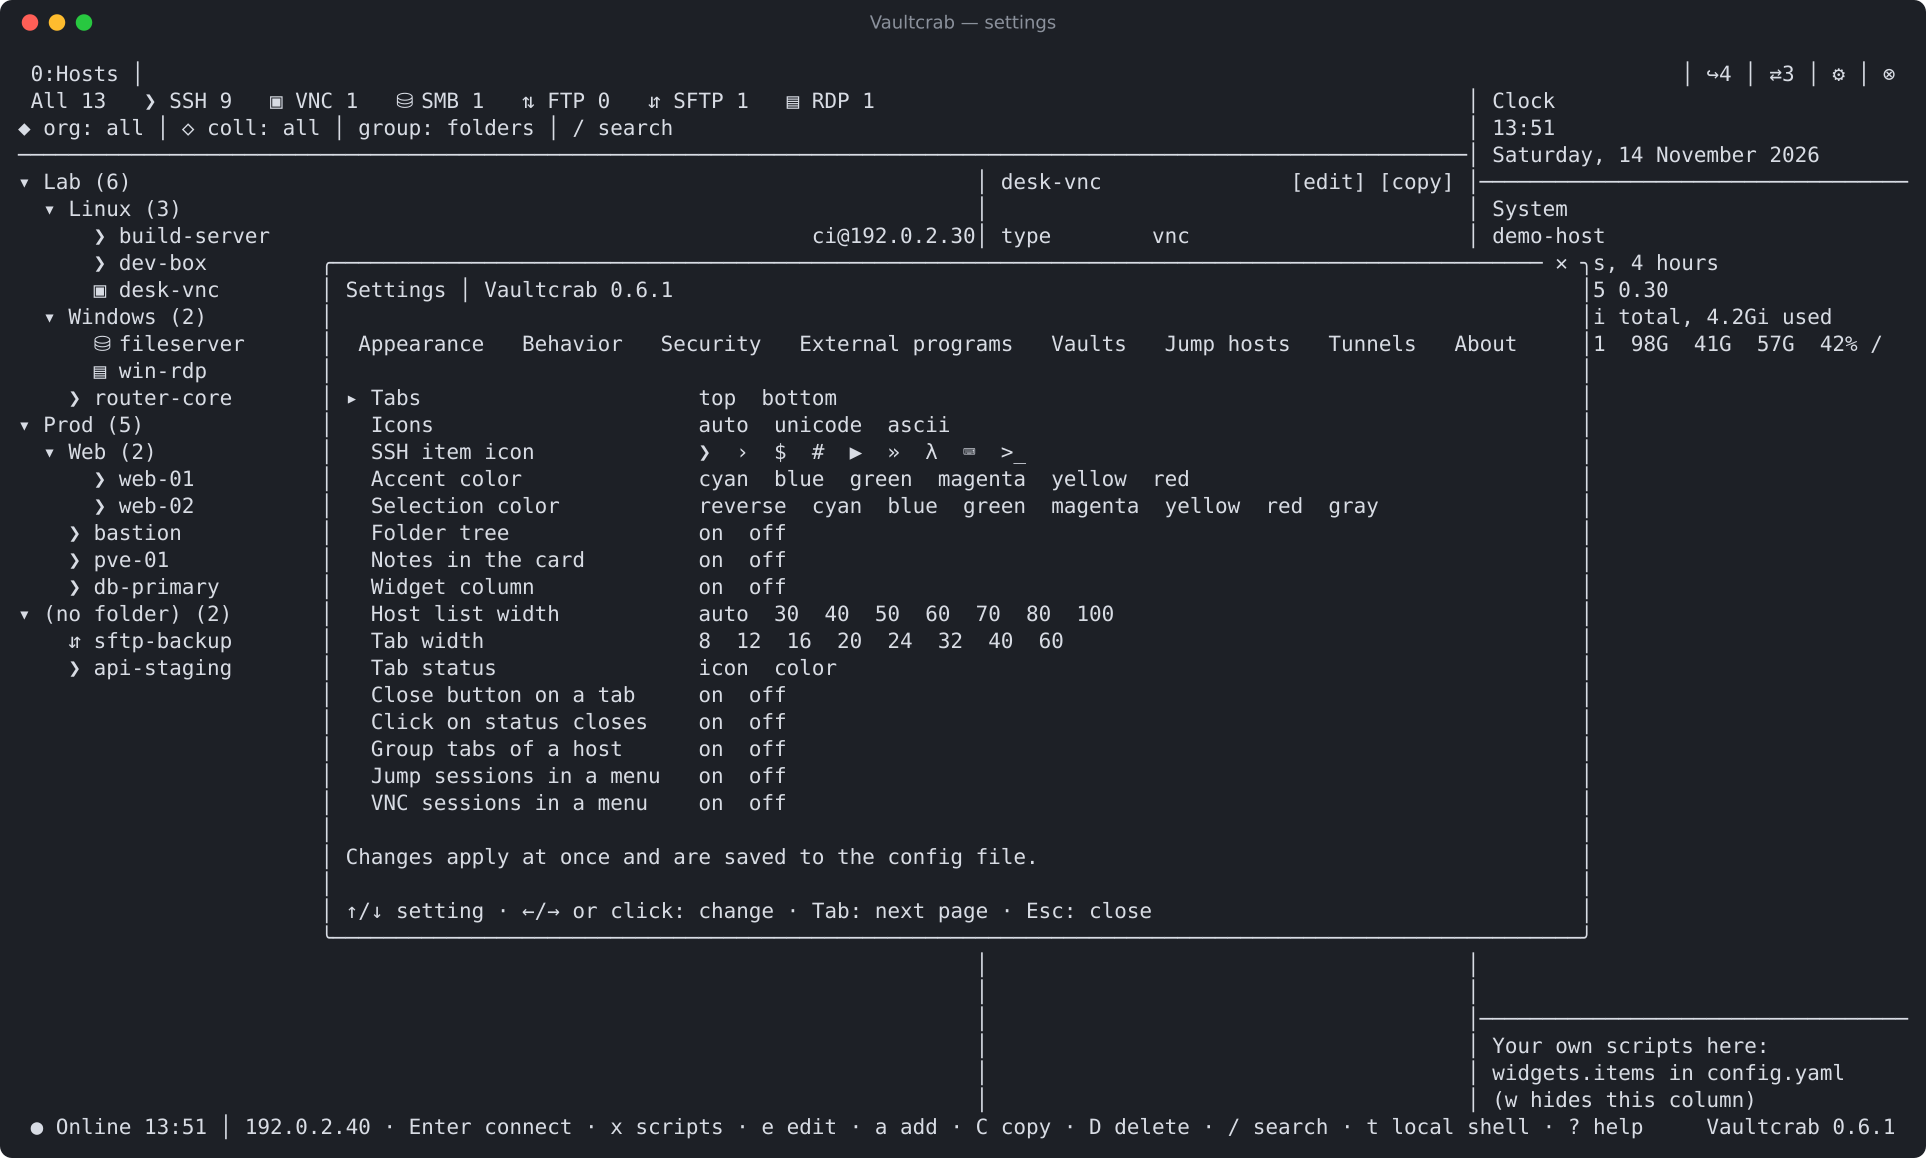 Vaultcrab — settings
0:Hosts │ │ ↪4 │ ⇄3 │ ⚙ │ ⊗
All 13 ❯ SSH 9 ▣ VNC 1 ⛁ SMB 1 ⇅ FTP 0 ⇵ SFTP 1 ▤ RDP 1 │ Clock
◆ org: all │ ◇ coll: all │ group: folders │ / search │ 13:51
Saturday, 14 November 2026
▾ Lab (6) │ desk-vnc [edit] [copy]
▾ Linux (3) │ System
❯ build-server ci@192.0.2.30│ type vnc │ demo-host
❯ dev-box × s, 4 hours
▣ desk-vnc │ Settings │ Vaultcrab 0.6.1 │5 0.30
▾ Windows (2) │i total, 4.2Gi used
⛁ fileserver │ Appearance Behavior Security External programs Vaults Jump hosts Tunnels About │1 98G 41G 57G 42% /
▤ win-rdp
❯ router-core │ ▸ Tabs top bottom
▾ Prod (5) │ Icons auto unicode ascii
▾ Web (2) │ SSH item icon ❯ › $ # ▶ » λ ⌨ >_
❯ web-01 │ Accent color cyan blue green magenta yellow red
❯ web-02 │ Selection color reverse cyan blue green magenta yellow red gray
❯ bastion │ Folder tree on off
❯ pve-01 │ Notes in the card on off
❯ db-primary │ Widget column on off
▾ (no folder) (2) │ Host list width auto 30 40 50 60 70 80 100
⇵ sftp-backup │ Tab width 8 12 16 20 24 32 40 60
❯ api-staging │ Tab status icon color
Close button on a tab on off
Click on status closes on off
Group tabs of a host on off
Jump sessions in a menu on off
VNC sessions in a menu on off
Changes apply at once and are saved to the config file.
↑/↓ setting · ←/→ or click: change · Tab: next page · Esc: close
Your own scripts here:
widgets.items in config.yaml
(w hides this column)
● Online 13:51 │ 192.0.2.40 · Enter connect · x scripts · e edit · a add · C copy · D delete · / search · t local shell · ? help Vaultcrab 0.6.1